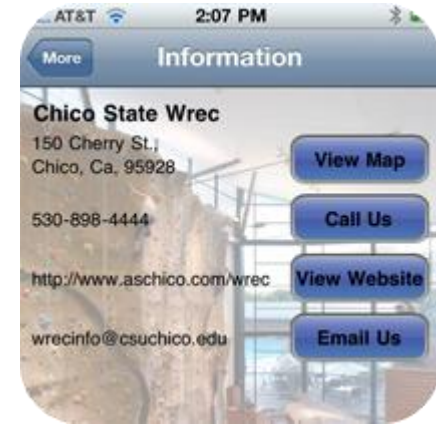 AT&T 2:07 PM
More Information
Chico State Wrec
150 Cherry St.,
Chico, Ca, 95928
View Map
530-898-4444
Call Us
http://www.aschico.com/wrec
View Website
wrecinfo@csuchico.edu
Email Us